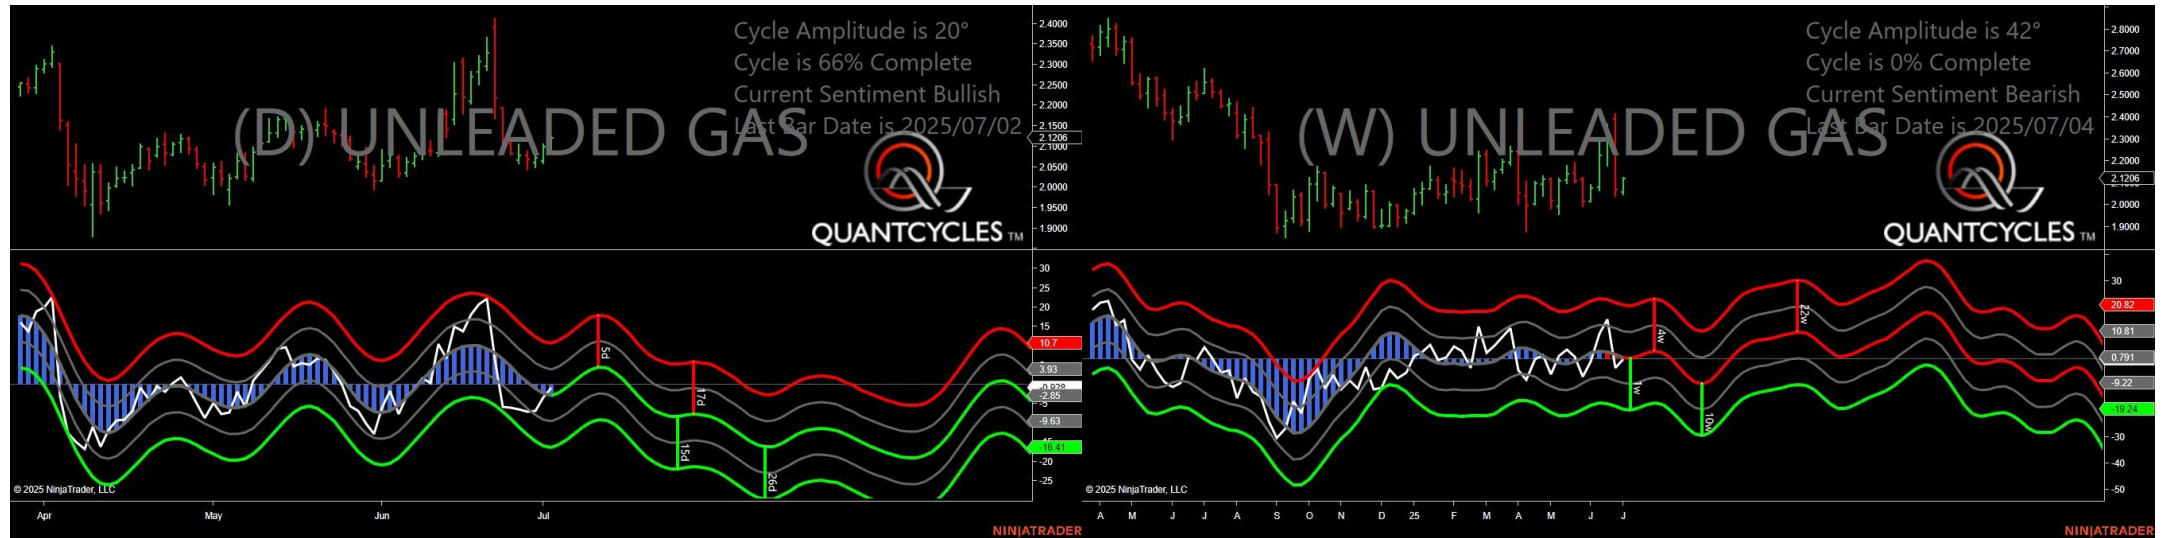 Cycle Amplitude is 20°
Cycle is 66% Complete
Current Sentiment Bullish
Last Bar Date is 2025/07/02
(D) UNLEADED GAS
QUANTCYCLES TM
2.4000
2.3500
2.3000
2.2500
2.2000
2.1500
2.1206
2.1000
2.0500
2.0000
1.9500
1.9000
30
25
20
15
10.7
3.93
-0.928
-2.85
-5
-9.63
-16.41
-20
-25
5d
17d
15d
26d
© 2025 NinjaTrader, LLC
Apr May Jun Jul
NINJATRADER
Cycle Amplitude is 42°
Cycle is 0% Complete
Current Sentiment Bearish
Last Bar Date is 2025/07/04
(W) UNLEADED GAS
QUANTCYCLES TM
2.8000
2.7000
2.6000
2.5000
2.4000
2.3000
2.2000
2.1206
2.0000
1.9000
30
20.82
10.81
0.791
-9.22
-19.24
-30
-40
-50
4w
22w
1w
10w
© 2025 NinjaTrader, LLC
A M J J A S O N D 25 F M A M J J
NINJATRADER